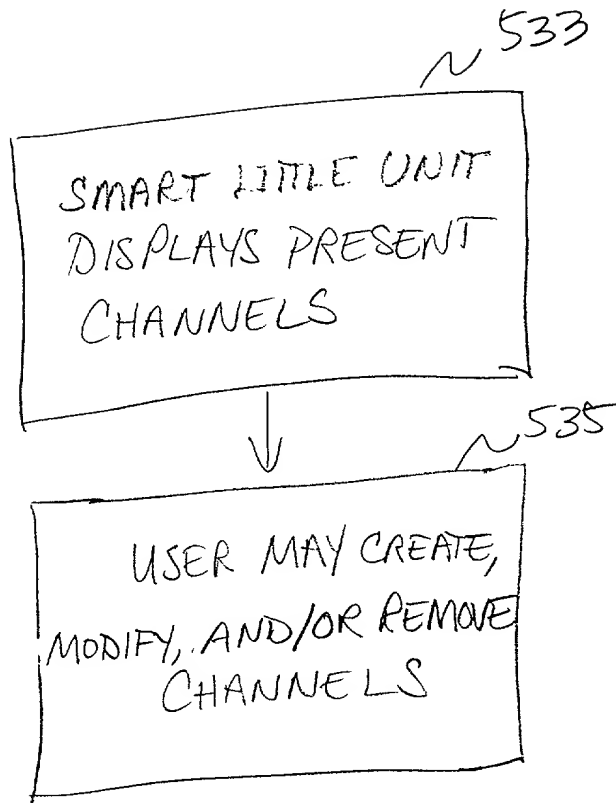 533
SMART LITTLE UNIT
DISPLAYS PRESENT
CHANNELS
535
USER MAY CREATE,
MODIFY, AND/OR REMOVE
CHANNELS